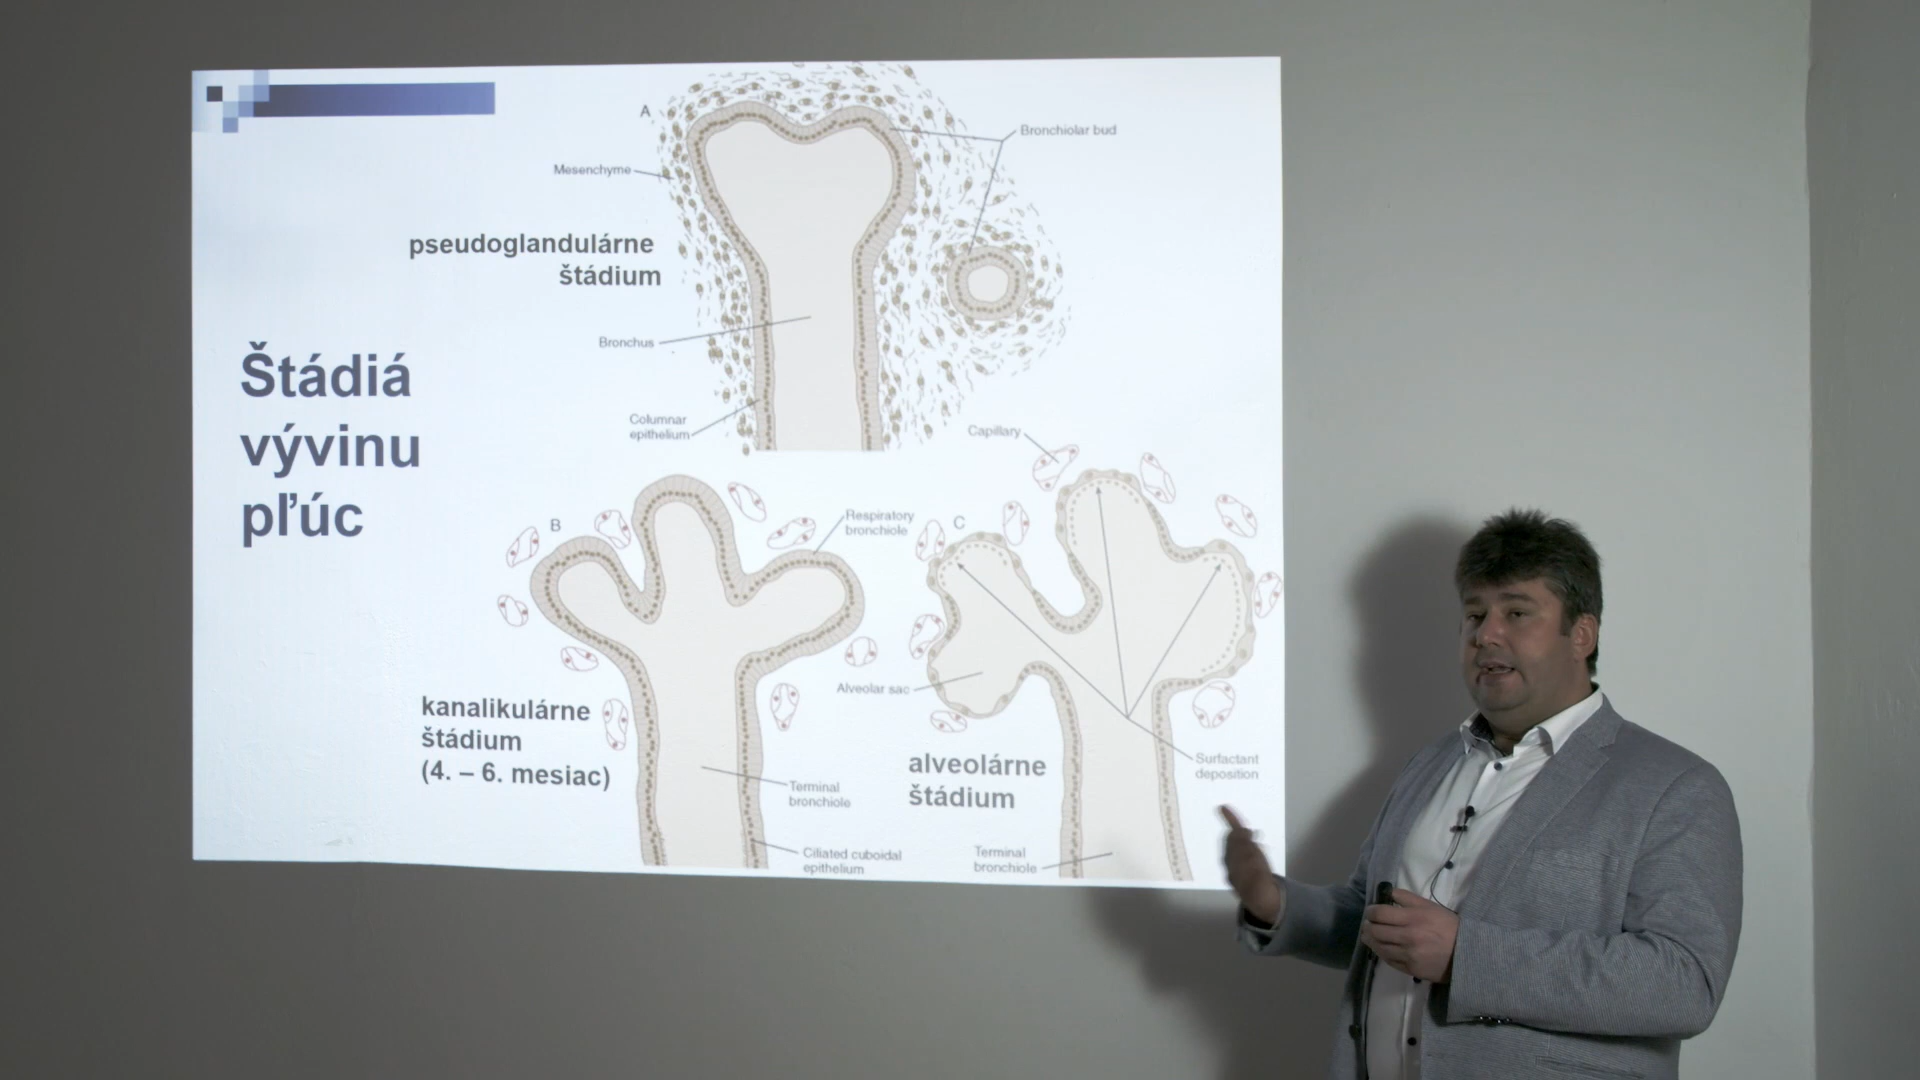 Štádiá
vývinu
pľúc
A
Mesenchyme
Bronchiolar bud
pseudoglandulárne
štádium
Bronchus
Columnar
epithelium
B
Respiratory
bronchiole
kanalikulárne
štádium
(4. – 6. mesiac)
Terminal
bronchiole
Ciliated cuboidal
epithelium
Capillary
C
Alveolar sac
alveolárne
štádium
Surfactant
deposition
Terminal
bronchiole